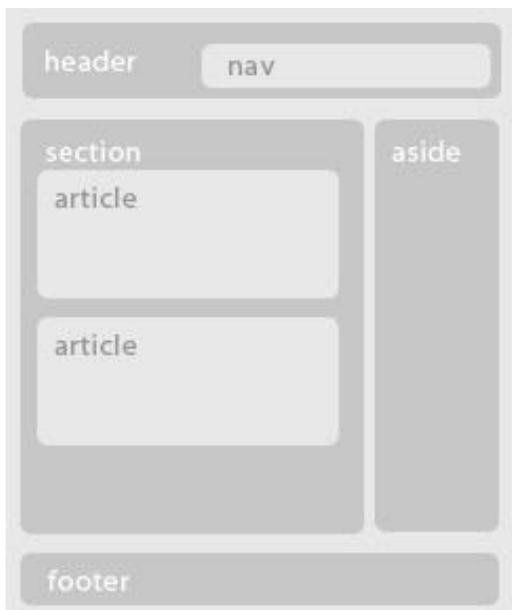 header nav
section aside
article
article
footer